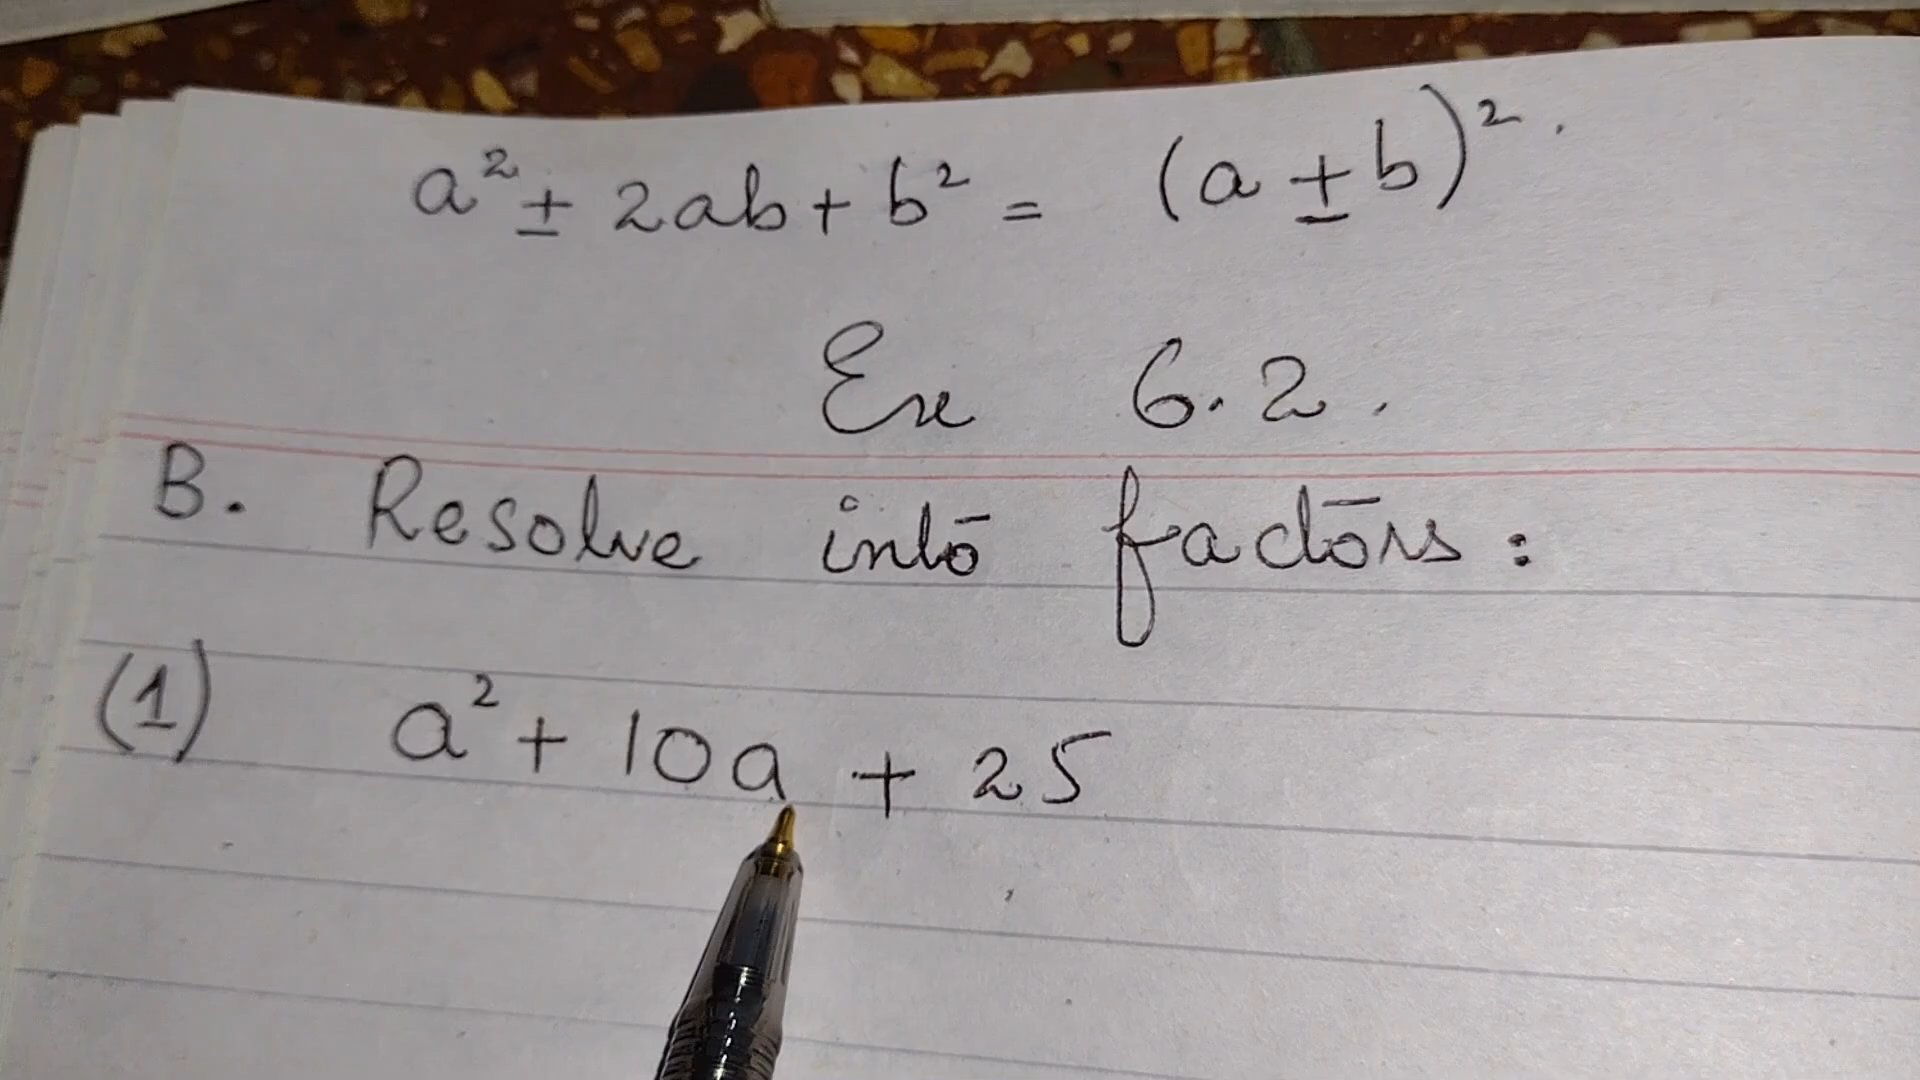 a² ± 2ab + b² = (a ± b)².
Ex 6.2.
B. Resolve into factors:
(1) a² + 10a + 25